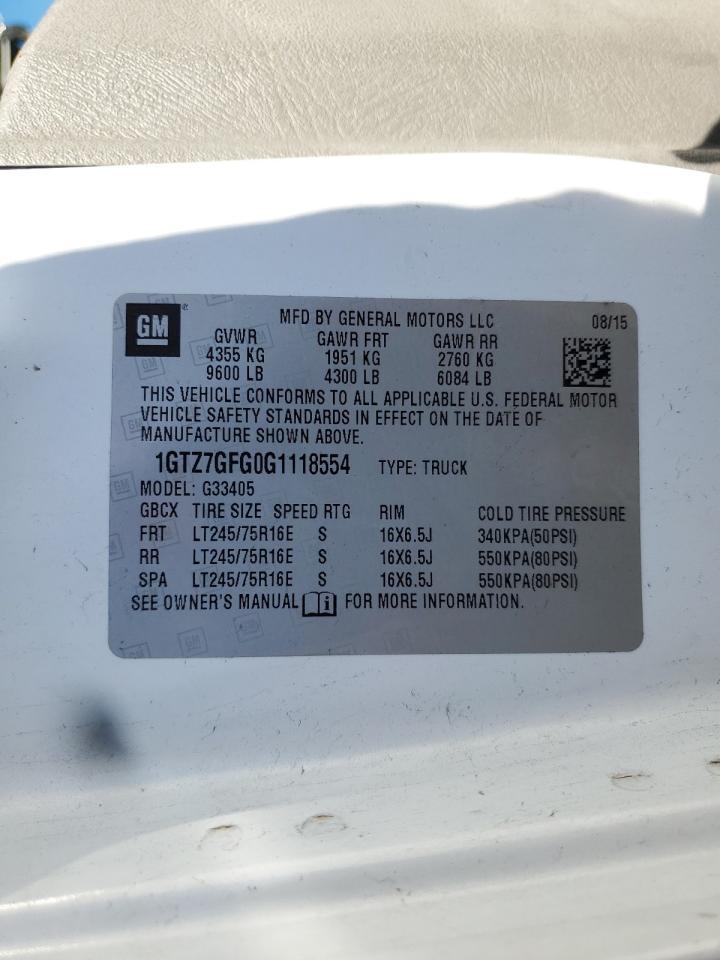 GM
MFD BY GENERAL MOTORS LLC 08/15
GVWR GAWR FRT GAWR RR
4355 KG 1951 KG 2760 KG
9600 LB 4300 LB 6084 LB
THIS VEHICLE CONFORMS TO ALL APPLICABLE U.S. FEDERAL MOTOR
VEHICLE SAFETY STANDARDS IN EFFECT ON THE DATE OF
MANUFACTURE SHOWN ABOVE.
1GTZ7GFG0G1118554 TYPE: TRUCK
MODEL: G33405
GBCX TIRE SIZE SPEED RTG RIM COLD TIRE PRESSURE
FRT LT245/75R16E S 16X6.5J 340KPA(50PSI)
RR LT245/75R16E S 16X6.5J 550KPA(80PSI)
SPA LT245/75R16E S 16X6.5J 550KPA(80PSI)
SEE OWNER'S MANUAL i FOR MORE INFORMATION.